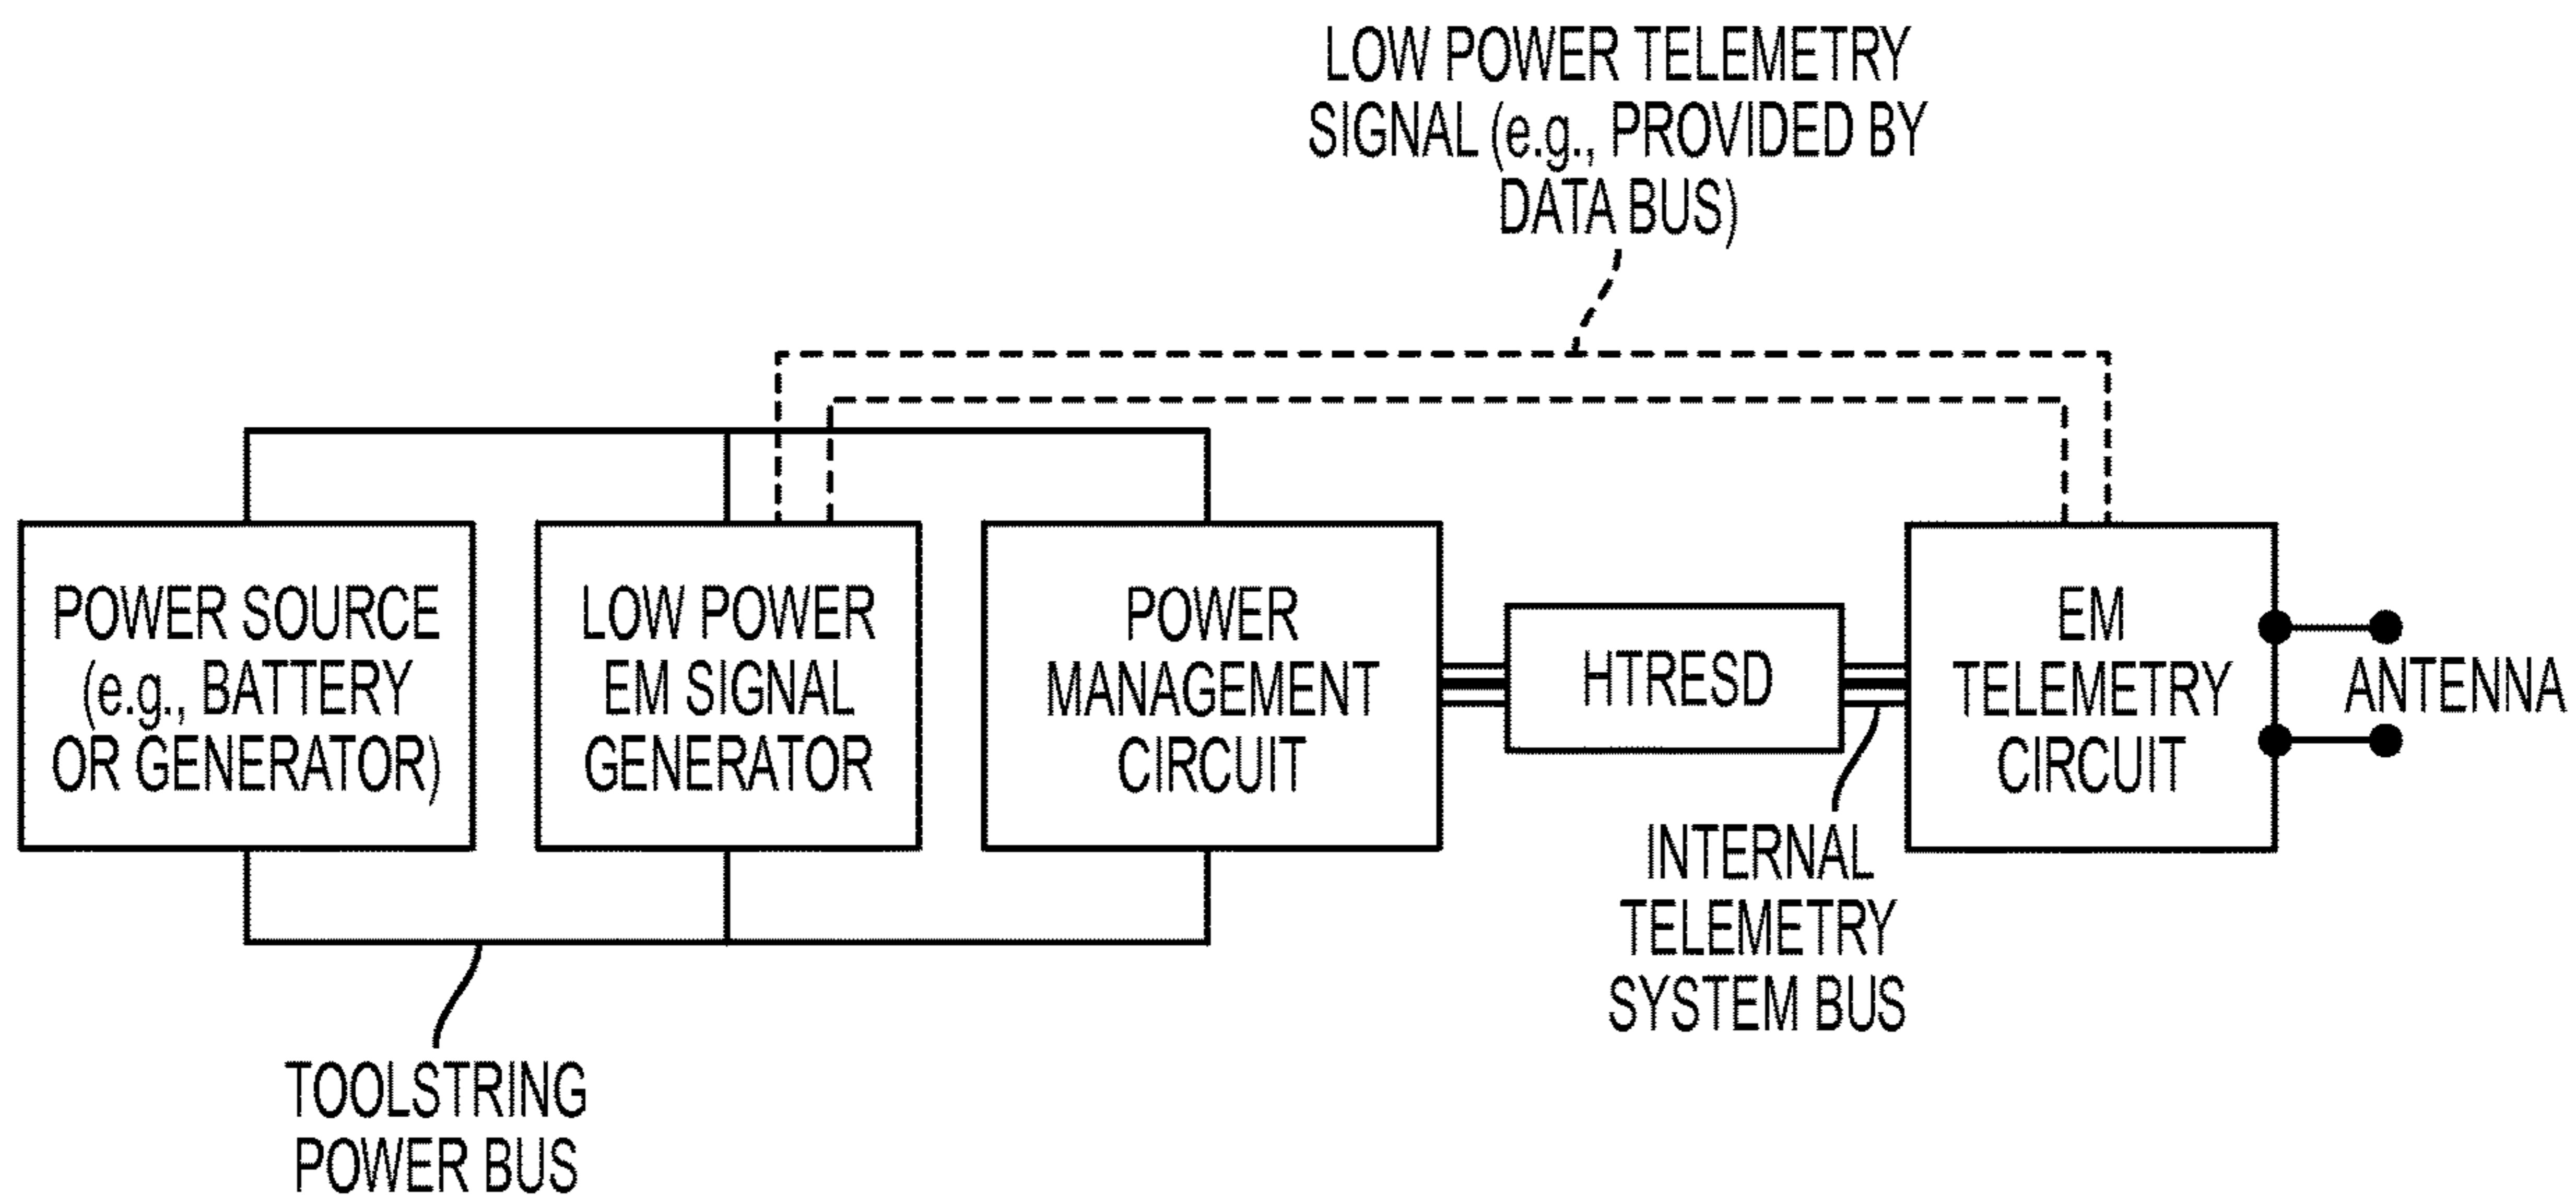 LOW POWER TELEMETRY
SIGNAL (e.g., PROVIDED BY
DATA BUS)
POWER SOURCE
(e.g., BATTERY
OR GENERATOR)
LOW POWER
EM SIGNAL
GENERATOR
POWER
MANAGEMENT
CIRCUIT
HTRESD
EM
TELEMETRY
CIRCUIT
ANTENNA
INTERNAL
TELEMETRY
SYSTEM BUS
TOOLSTRING
POWER BUS